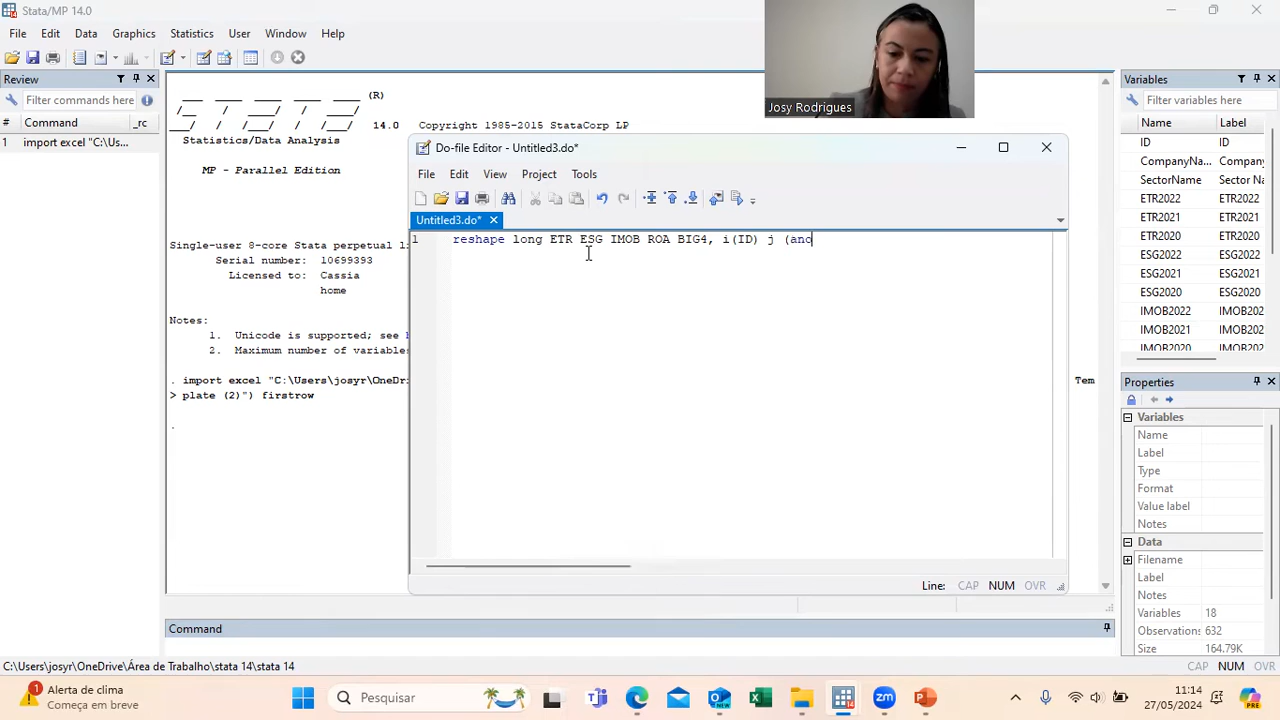 Stata/MP 14.0
File Edit Data Graphics Statistics User Window Help
Review
Filter commands here
# Command _rc
1 import excel "C:\Us...
(R)
14.0 Copyright 1985-2015 StataCorp LP
Statistics/Data Analysis
MP - Parallel Edition
Single-user 8-core Stata perpetual li
Serial number: 10699393
Licensed to: Cassia
home
Notes:
1. Unicode is supported; see
2. Maximum number of variables
. import excel "C:\Users\josyr\OneDri
Tem
> plate (2)") firstrow
.
Josy Rodrigues
Do-file Editor - Untitled3.do*
File Edit View Project Tools
Untitled3.do*
1 reshape long ETR ESG IMOB ROA BIG4, i(ID) j (ano
Line: CAP NUM OVR
Variables
Filter variables here
Name Label
ID ID
CompanyNa... Company
SectorName Sector Na
ETR2022 ETR2022
ETR2021 ETR2021
ETR2020 ETR2020
ESG2022 ESG2022
ESG2021 ESG2021
ESG2020 ESG2020
IMOB2022 IMOB2022
IMOB2021 IMOB2021
IMOB2020 IMOB2020
Properties
Variables
Name
Label
Type
Format
Value label
Notes
Data
Filename
Label
Notes
Variables 18
Observations 632
Size 164.79K
Command
C:\Users\josyr\OneDrive\Área de Trabalho\stata 14\stata 14
CAP NUM OVR
1
Alerta de clima
Começa em breve
Pesquisar
11:14
27/05/2024
PRE